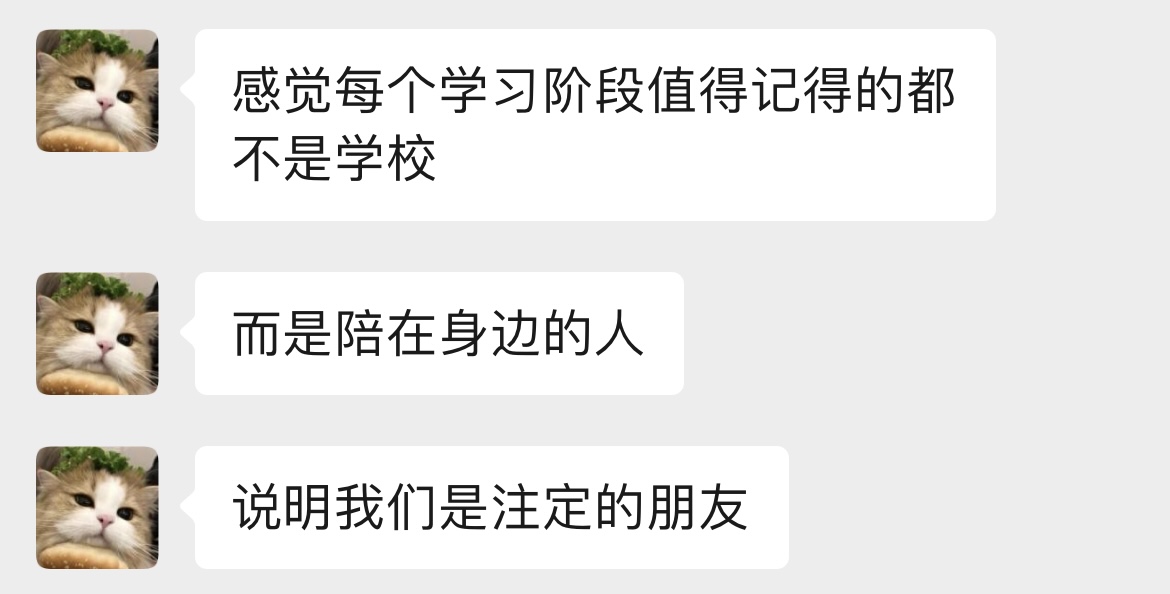 感觉每个学习阶段值得记得的都
不是学校
而是陪在身边的人
说明我们是注定的朋友